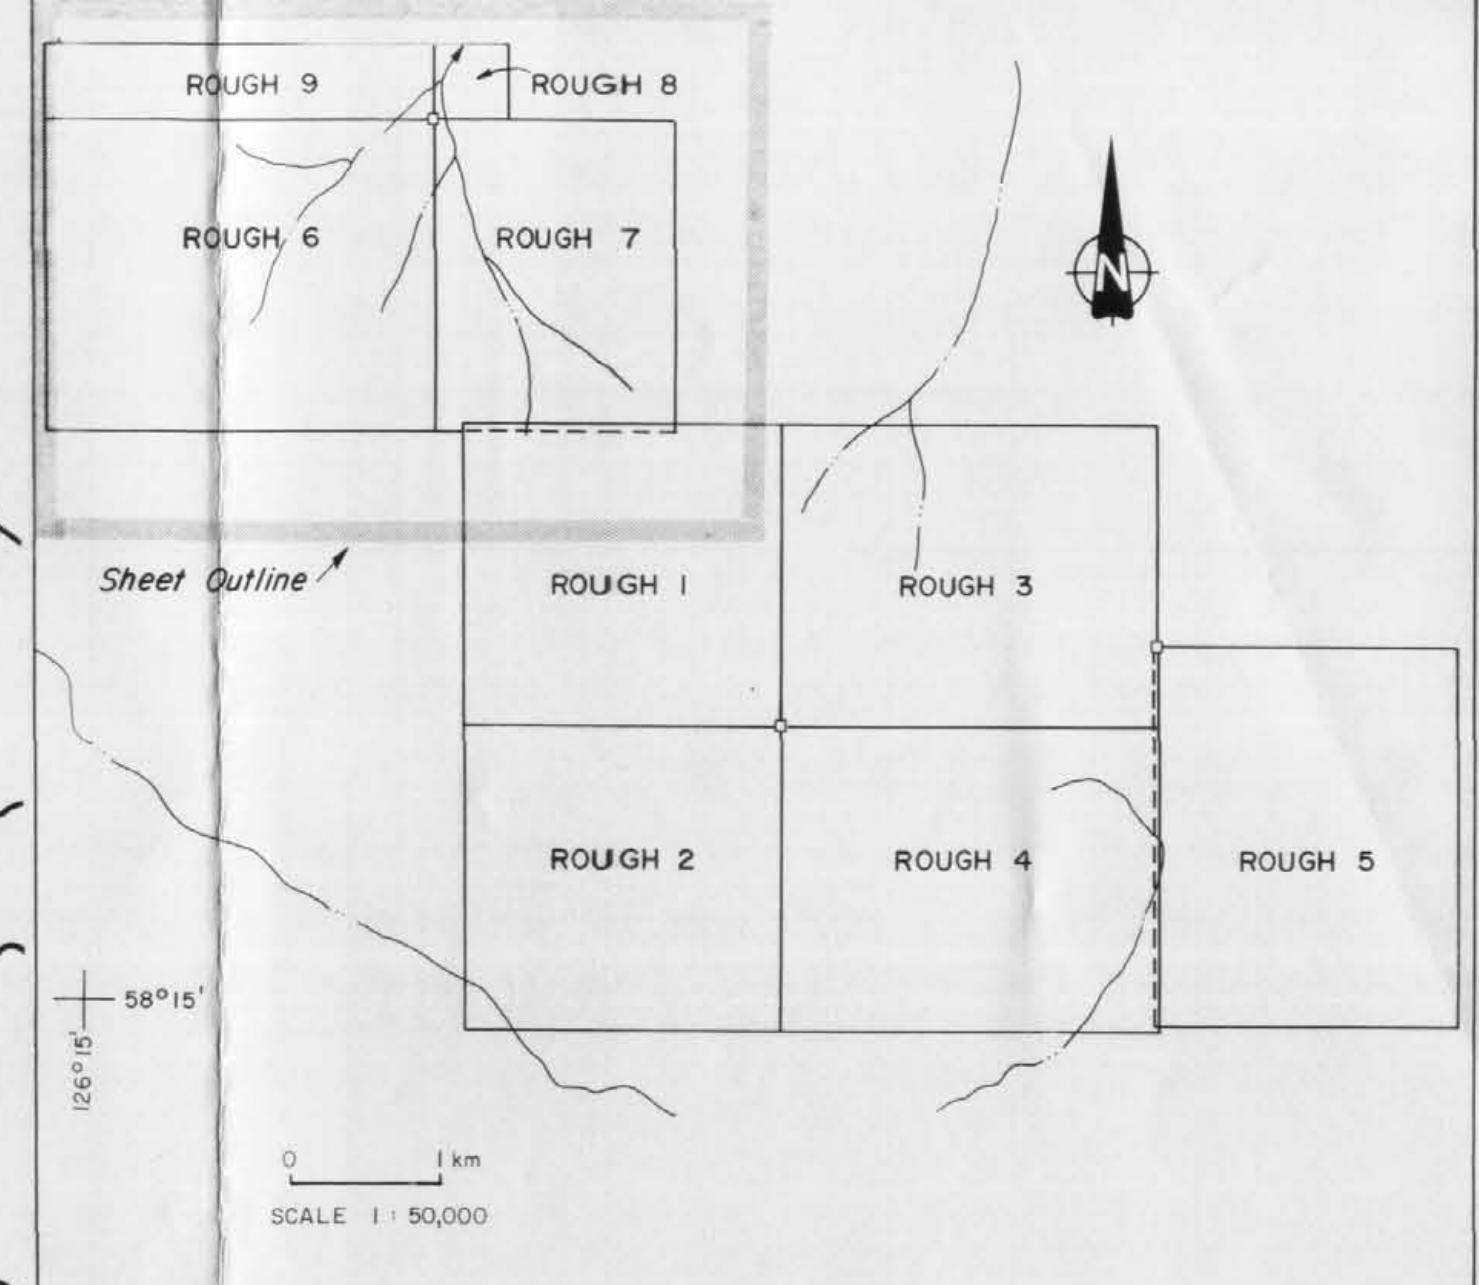 ROUGH 9
ROUGH 8
ROUGH 6
ROUGH 7
N
Sheet Outline
ROUGH 1
ROUGH 3
ROUGH 2
ROUGH 4
ROUGH 5
58°15'
126°15'
0 1 km
SCALE 1:50,000